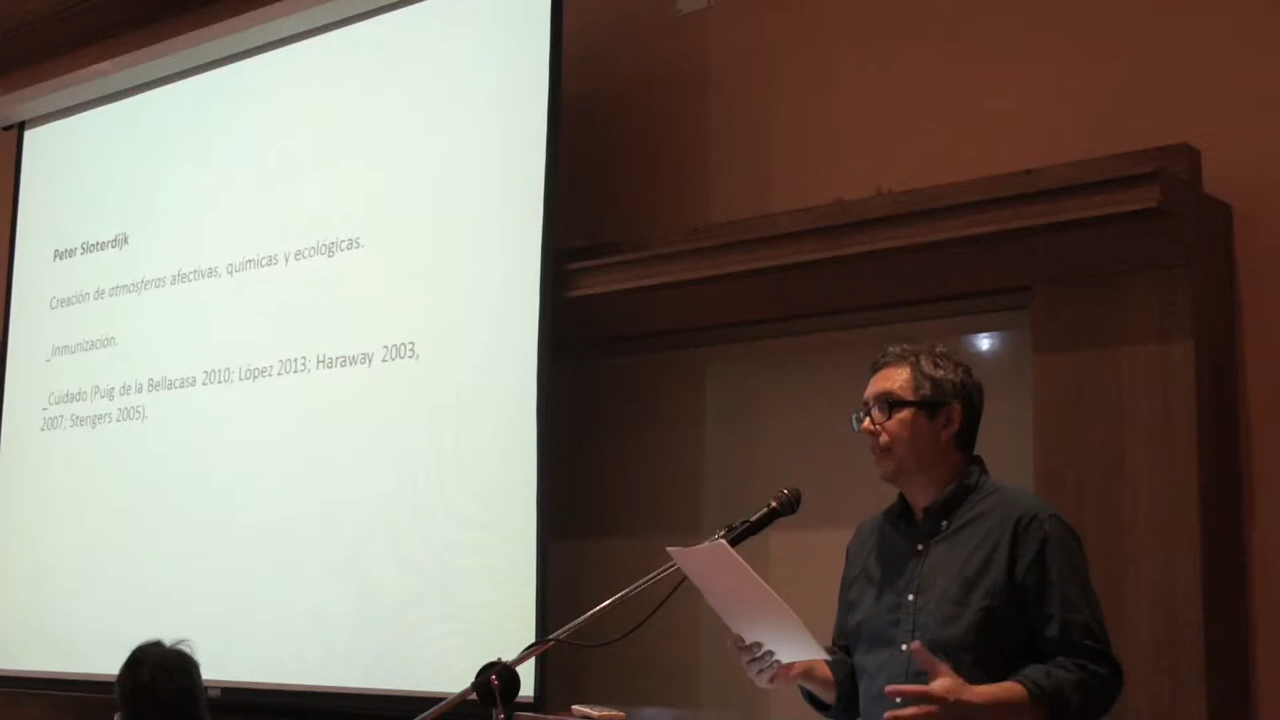 Peter Sloterdijk
Creación de atmósferas afectivas, químicas y ecológicas.
_Inmunización.
_Cuidado (Puig de la Bellacasa 2010; López 2013; Haraway 2003,
2007; Stengers 2005).